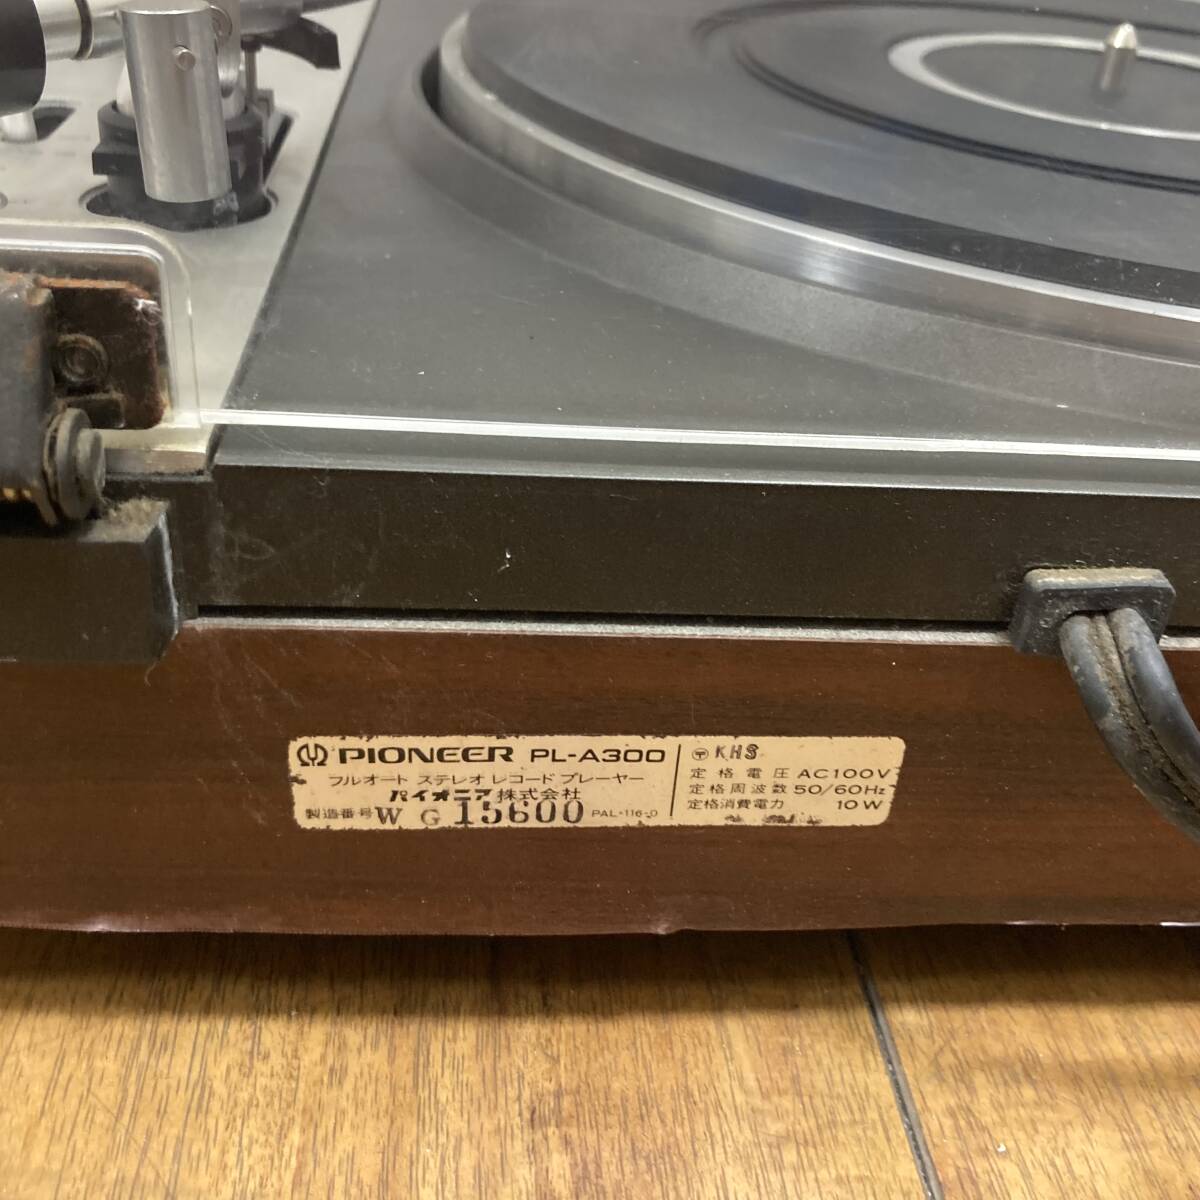 PIONEER PL-A300
フルオート ステレオ レコード プレーヤー
パイオニア株式会社
製造番号 WG15600 PAL-116-0
〒 KHS
定格電圧 AC100V
定格周波数 50/60Hz
定格消費電力 10W